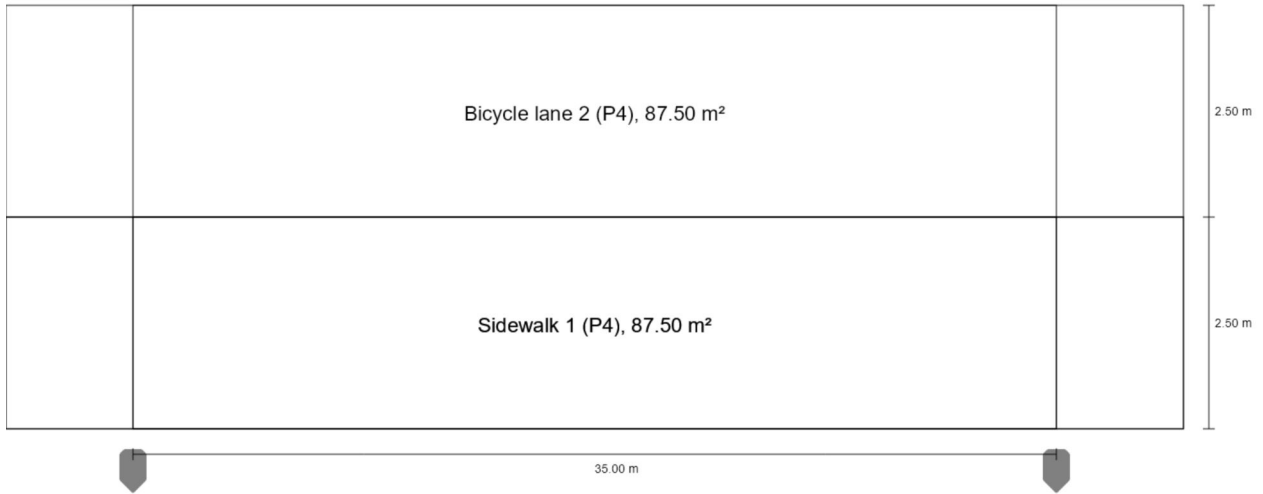 Bicycle lane 2 (P4), 87.50 m²
2.50 m
Sidewalk 1 (P4), 87.50 m²
2.50 m
35.00 m